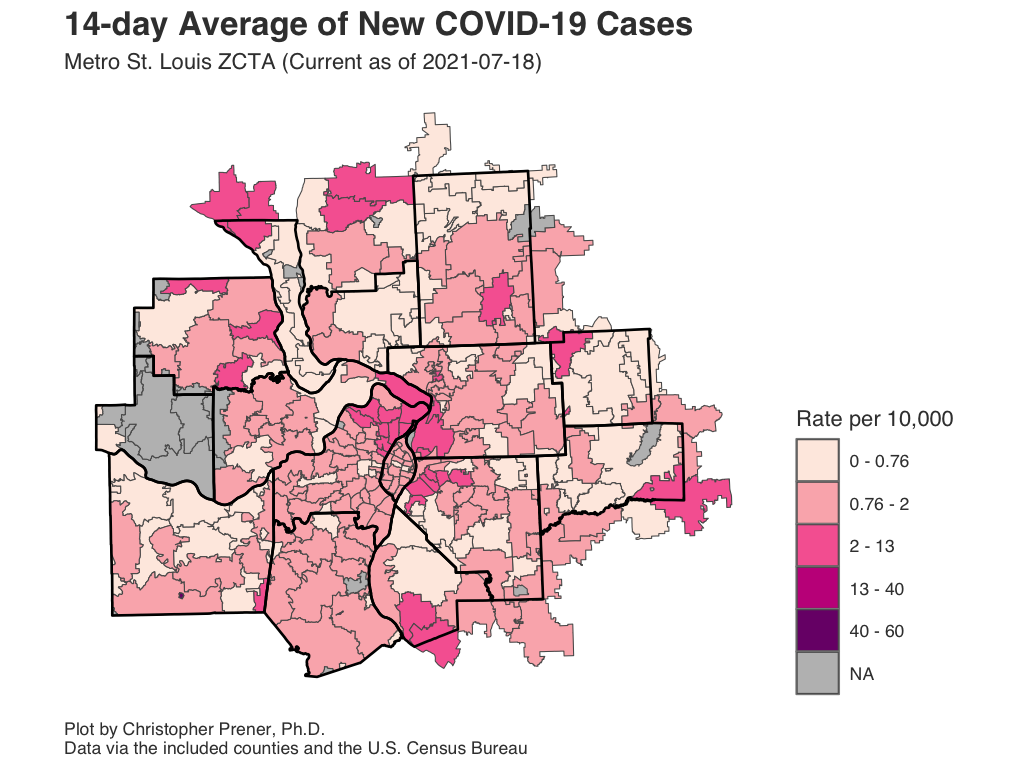 14-day Average of New COVID-19 Cases
Metro St. Louis ZCTA (Current as of 2021-07-18)
Rate per 10,000
0 - 0.76
0.76 - 2
2 - 13
13 - 40
40 - 60
NA
Plot by Christopher Prener, Ph.D.
Data via the included counties and the U.S. Census Bureau